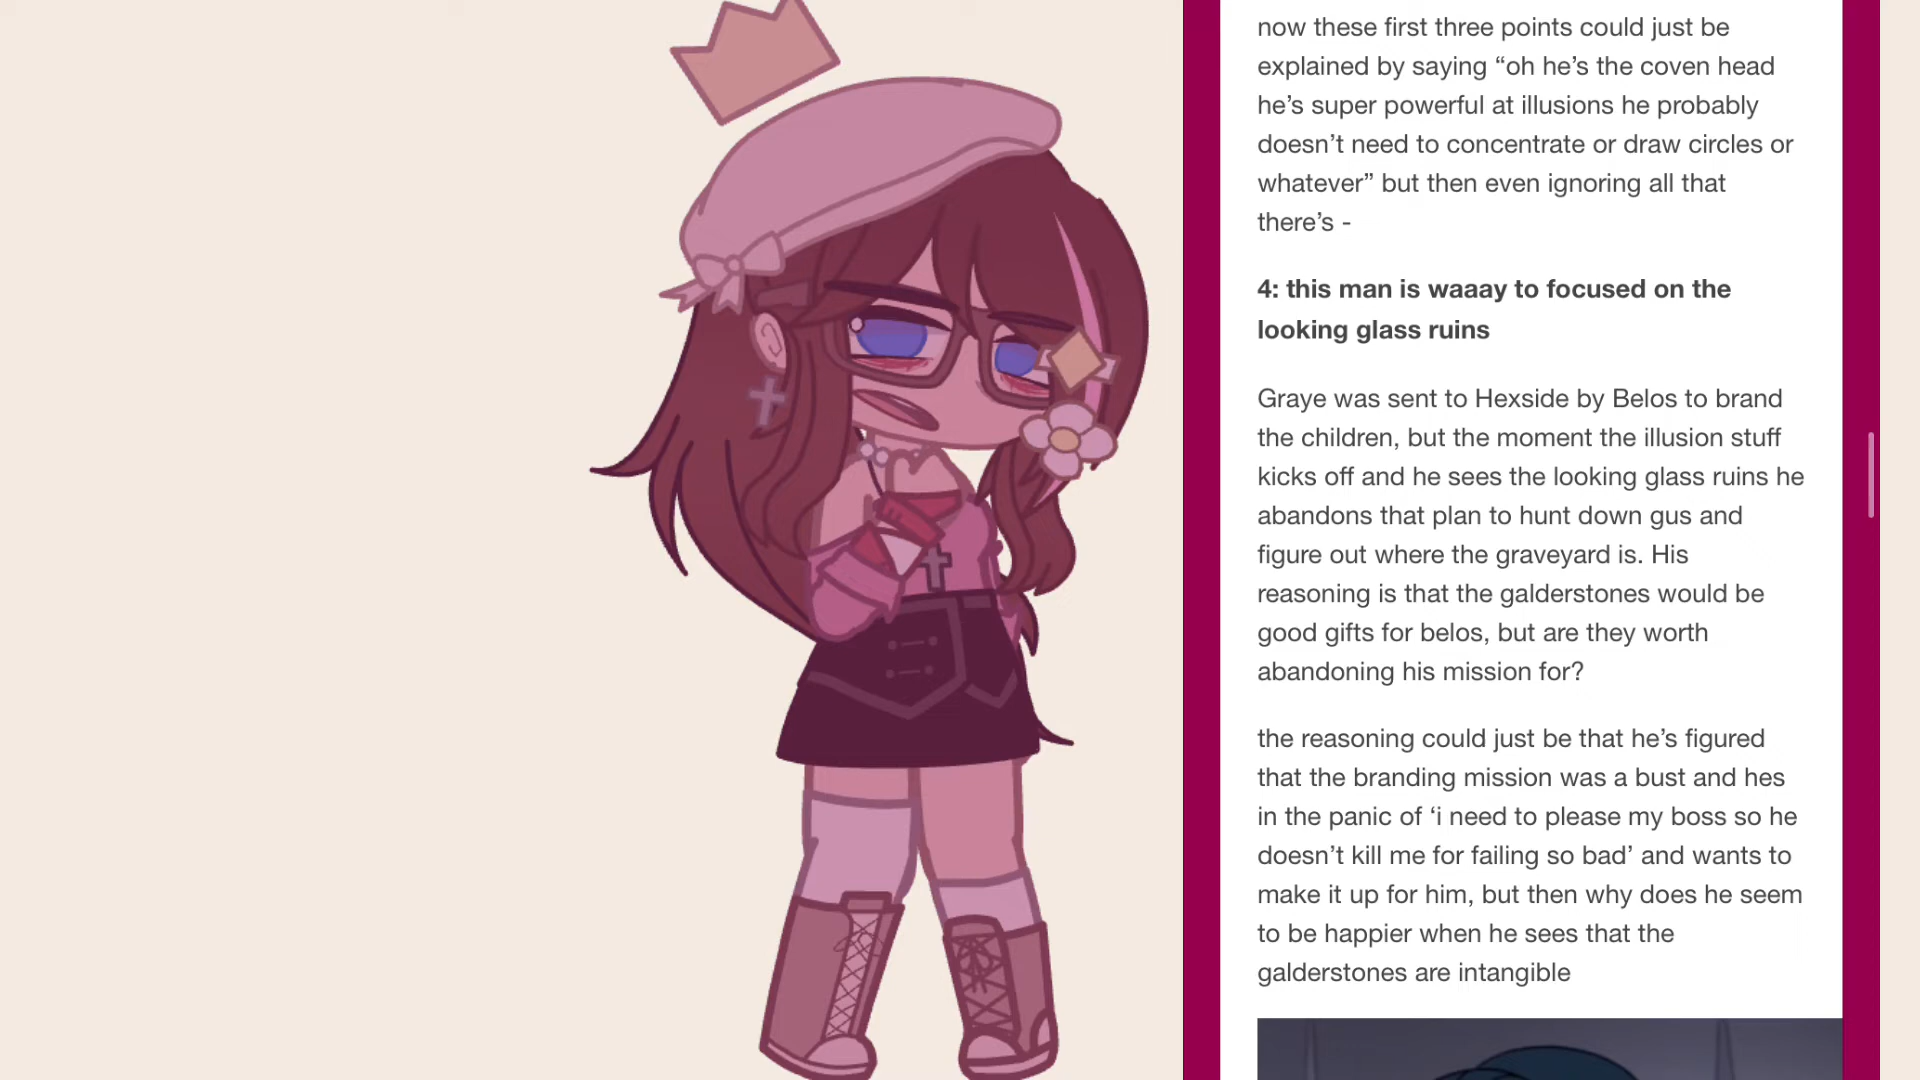 now these first three points could just be
explained by saying “oh he’s the coven head
he’s super powerful at illusions he probably
doesn’t need to concentrate or draw circles or
whatever” but then even ignoring all that
there’s -
4: this man is waaay to focused on the
looking glass ruins
Graye was sent to Hexside by Belos to brand
the children, but the moment the illusion stuff
kicks off and he sees the looking glass ruins he
abandons that plan to hunt down gus and
figure out where the graveyard is. His
reasoning is that the galderstones would be
good gifts for belos, but are they worth
abandoning his mission for?
the reasoning could just be that he’s figured
that the branding mission was a bust and hes
in the panic of ‘i need to please my boss so he
doesn’t kill me for failing so bad’ and wants to
make it up for him, but then why does he seem
to be happier when he sees that the
galderstones are intangible